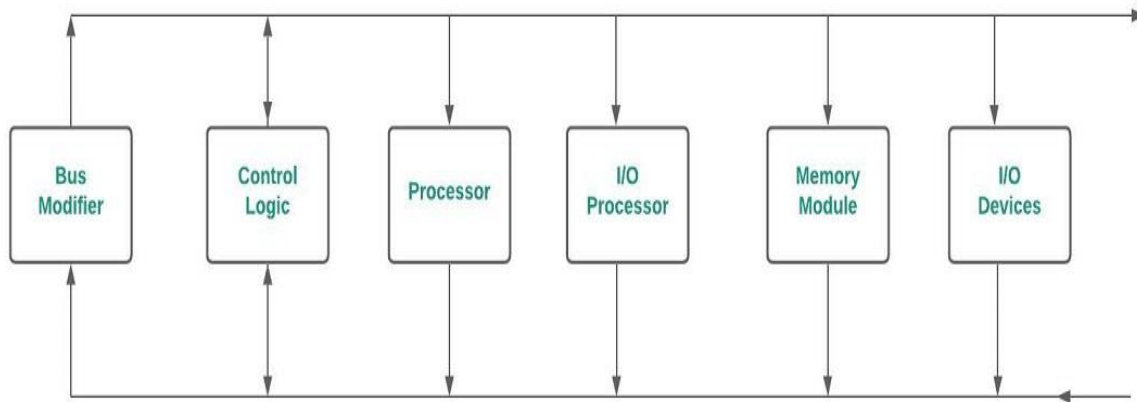 Bus
Modifier
Control
Logic
Processor
I/O
Processor
Memory
Module
I/O
Devices